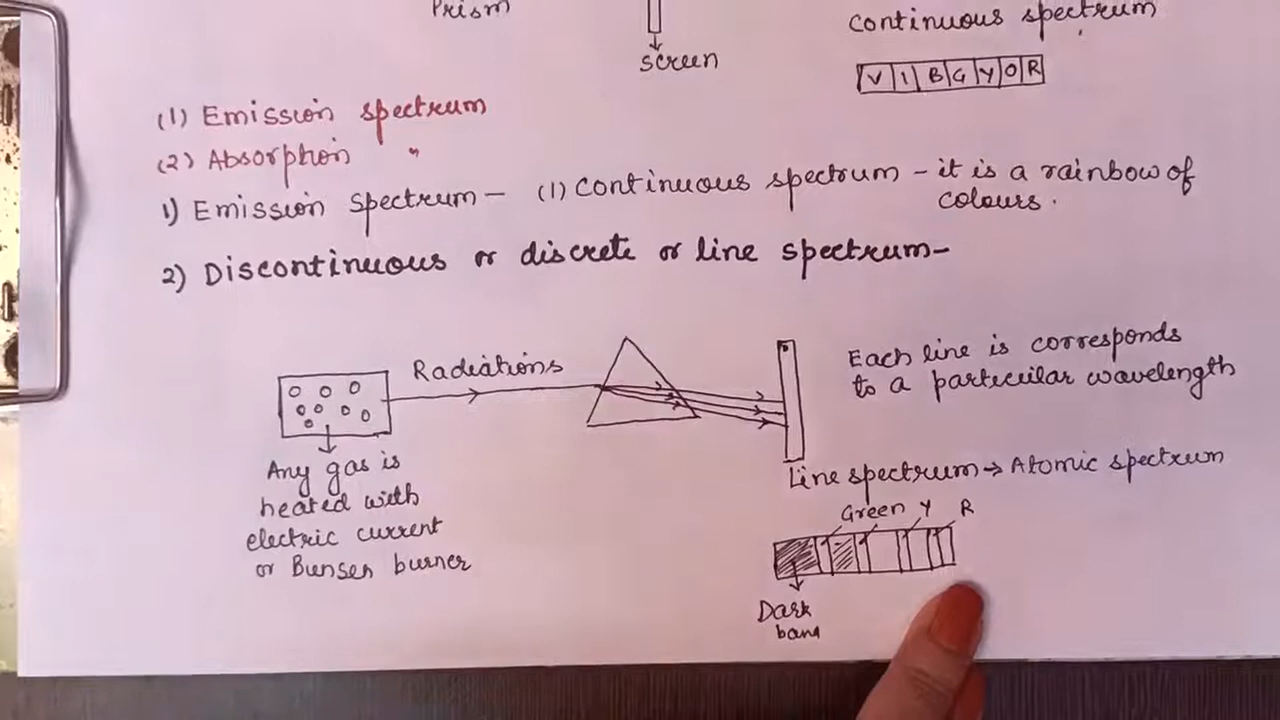 Prism
screen
continuous spectrum
V I B G Y O R
(1) Emission spectrum
(2) Absorption "
1) Emission spectrum – (1) continuous spectrum – it is a rainbow of
colours.
2) Discontinuous or discrete or line spectrum–
Radiations
Each line is corresponds
to a particular wavelength
Any gas is
heated with
electric current
or Bunsen burner
Line spectrum → Atomic spectrum
Green Y R
Dark
band